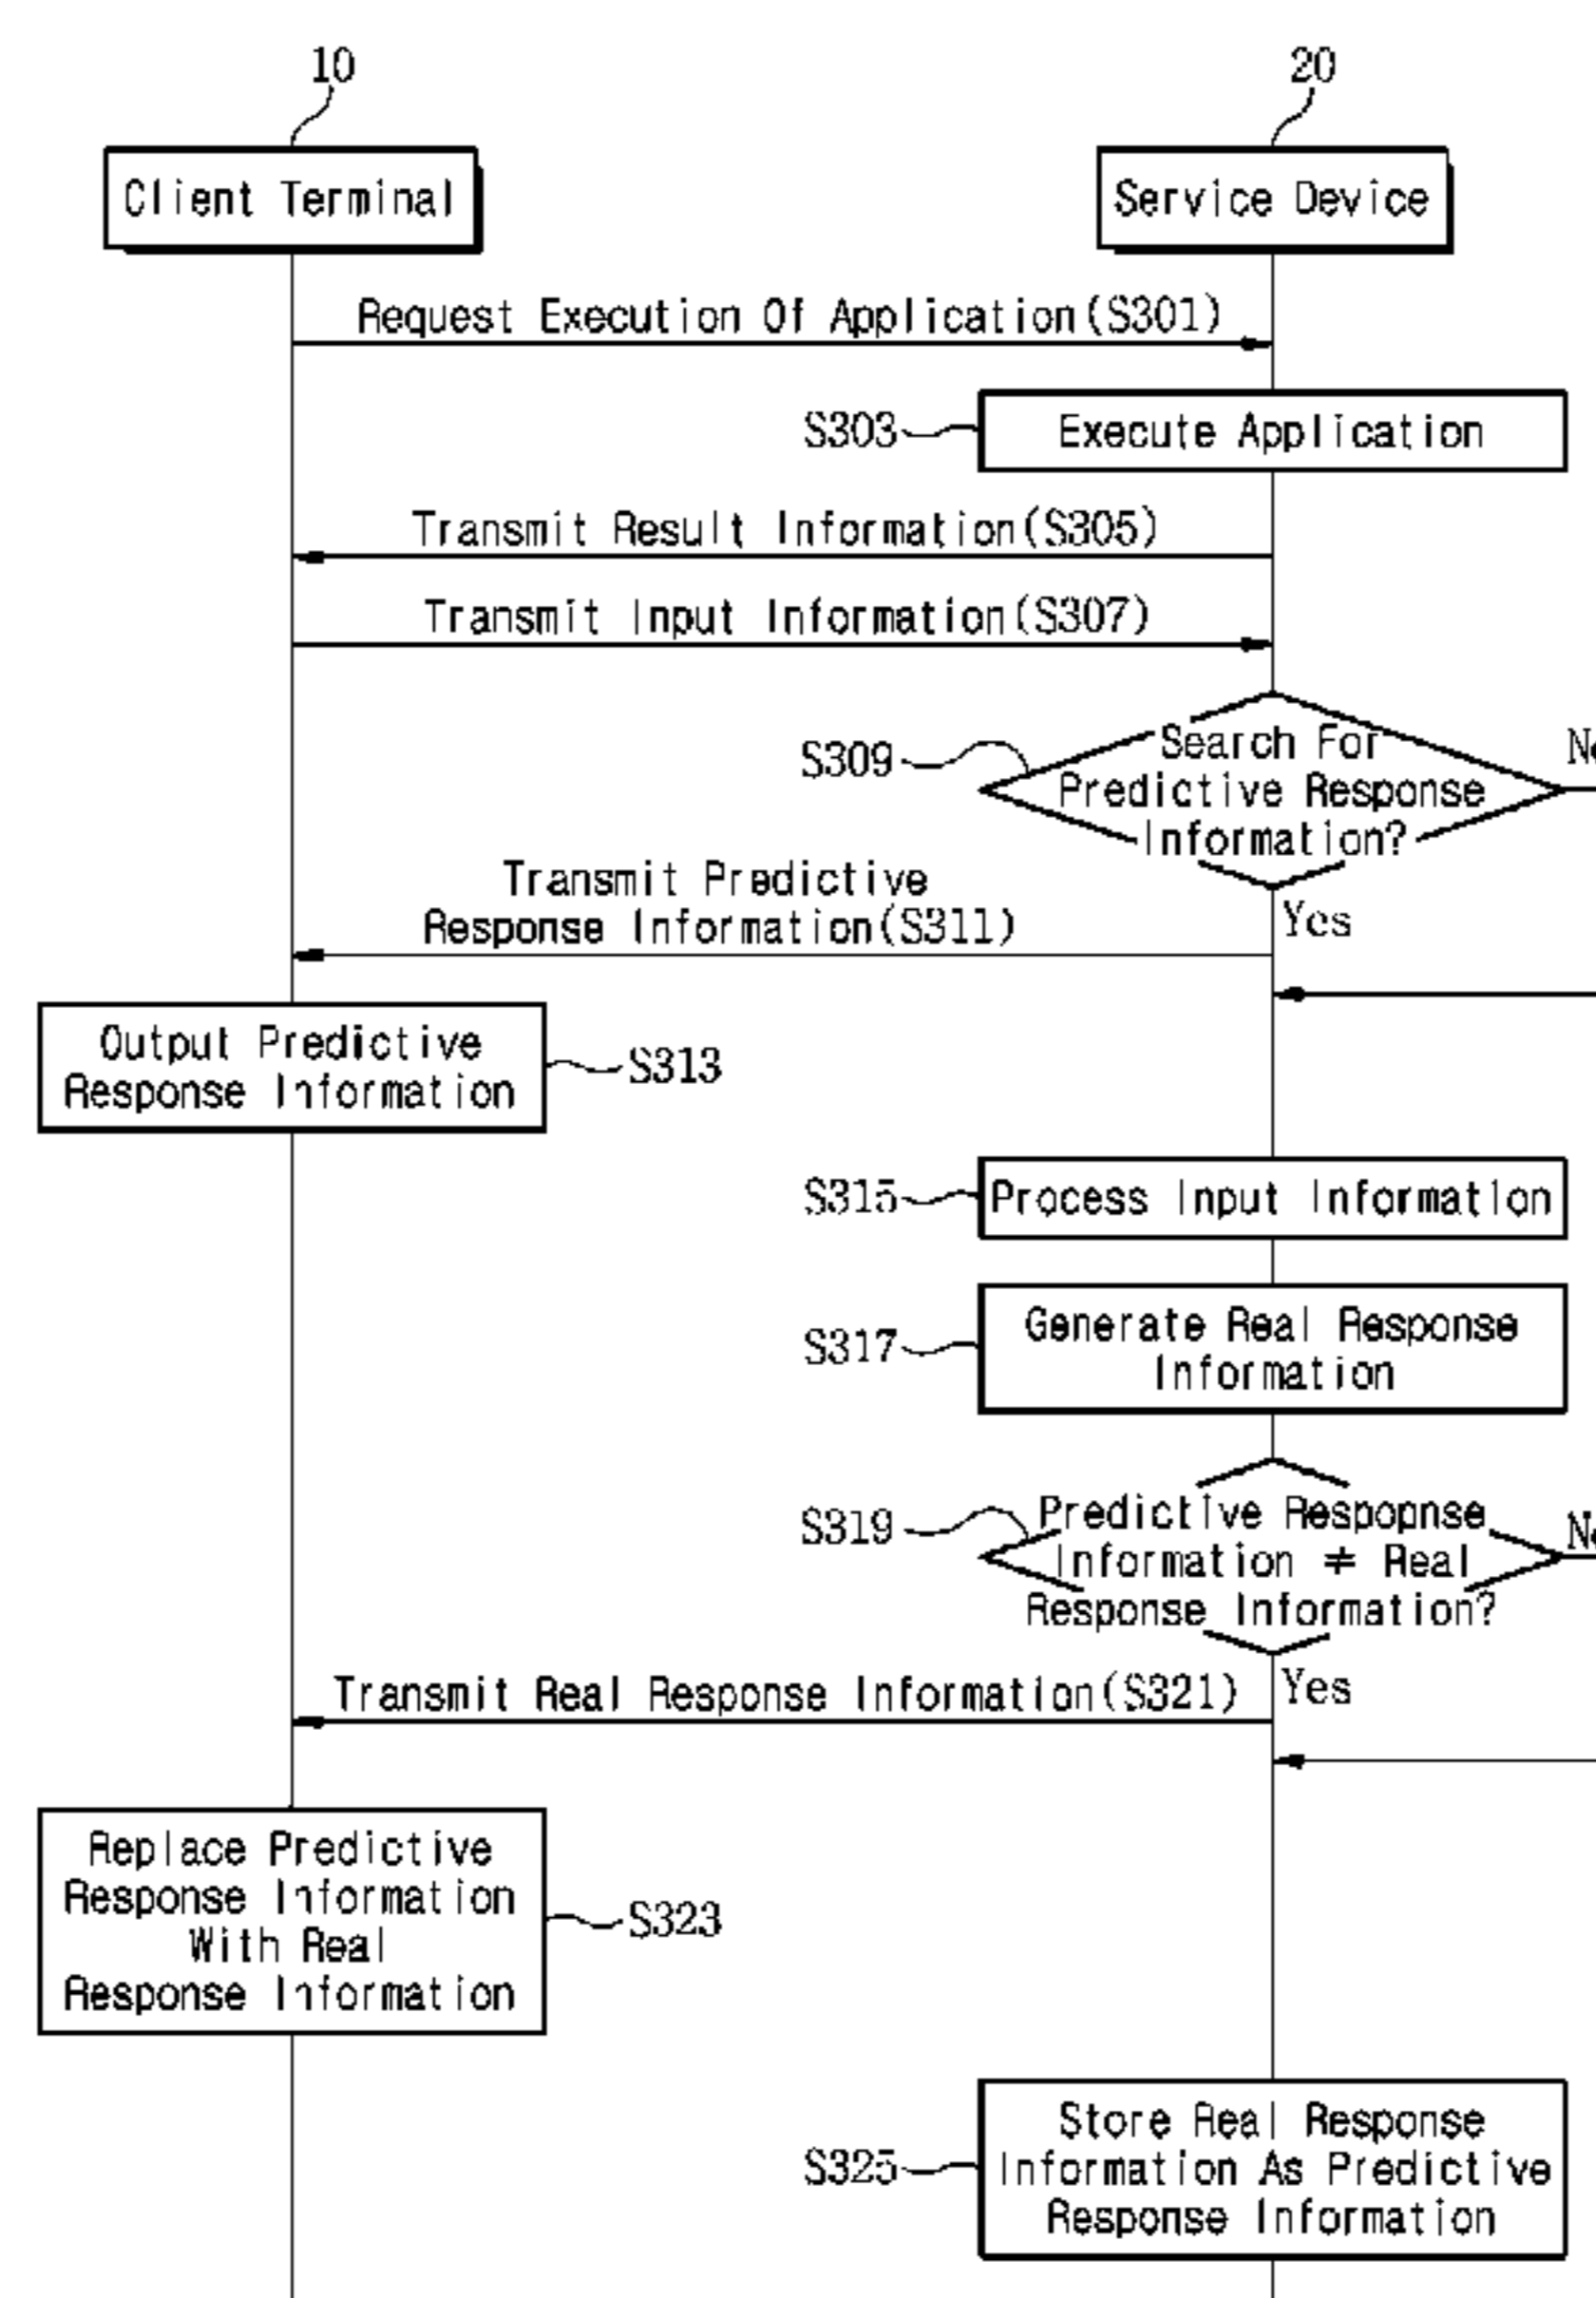 10
20
Client Terminal
Service Device
Request Execution Of Application(S301)
S303
Execute Application
Transmit Result Information(S305)
Transmit Input Information(S307)
S309
Search For
Predictive Response
Information?
No
Yes
Transmit Predictive
Response Information(S311)
Output Predictive
Response Information
S313
S315
Process Input Information
S317
Generate Real Response
Information
S319
Predictive Respopnse
Information ≠ Real
Response Information?
No
Yes
Transmit Real Response Information(S321)
Replace Predictive
Response Information
With Real
Response Information
S323
S325
Store Real Response
Information As Predictive
Response Information